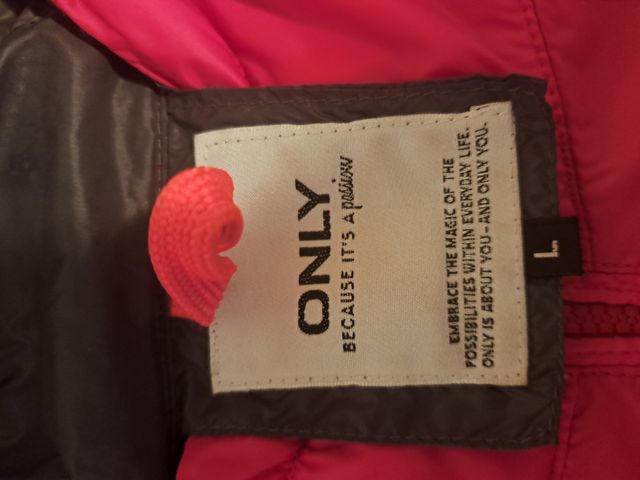 ONLY
BECAUSE IT'S A passion
EMBRACE THE MAGIC OF THE
POSSIBILITIES WITHIN EVERYDAY LIFE.
ONLY IS ABOUT YOU-AND ONLY YOU.
L